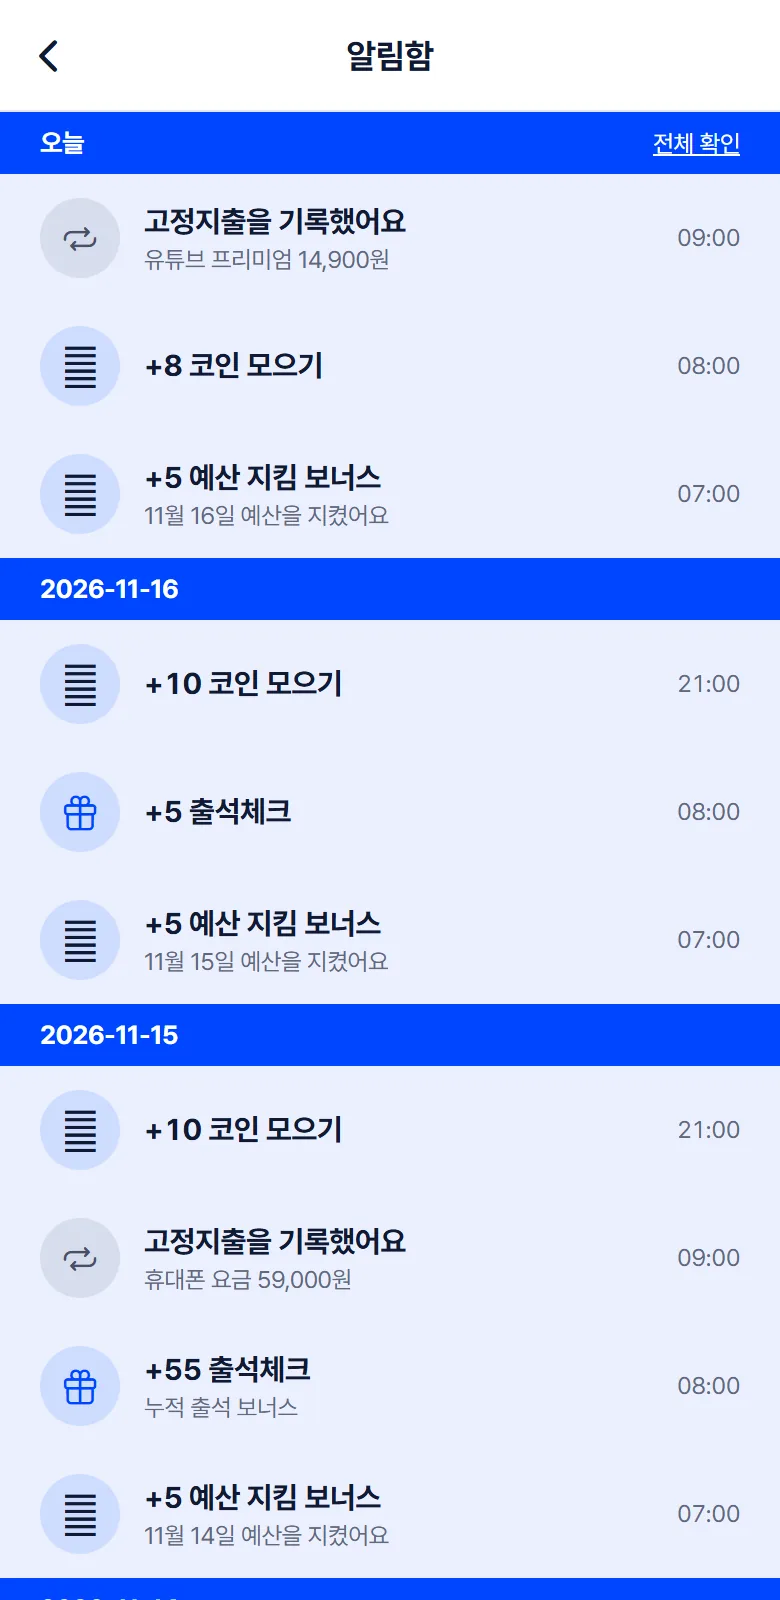 알림함
오늘
전체 확인
고정지출을 기록했어요
유튜브 프리미엄 14,900원
09:00
+8 코인 모으기
08:00
+5 예산 지킴 보너스
11월 16일 예산을 지켰어요
07:00
2026-11-16
+10 코인 모으기
21:00
+5 출석체크
08:00
+5 예산 지킴 보너스
11월 15일 예산을 지켰어요
07:00
2026-11-15
+10 코인 모으기
21:00
고정지출을 기록했어요
휴대폰 요금 59,000원
09:00
+55 출석체크
누적 출석 보너스
08:00
+5 예산 지킴 보너스
11월 14일 예산을 지켰어요
07:00